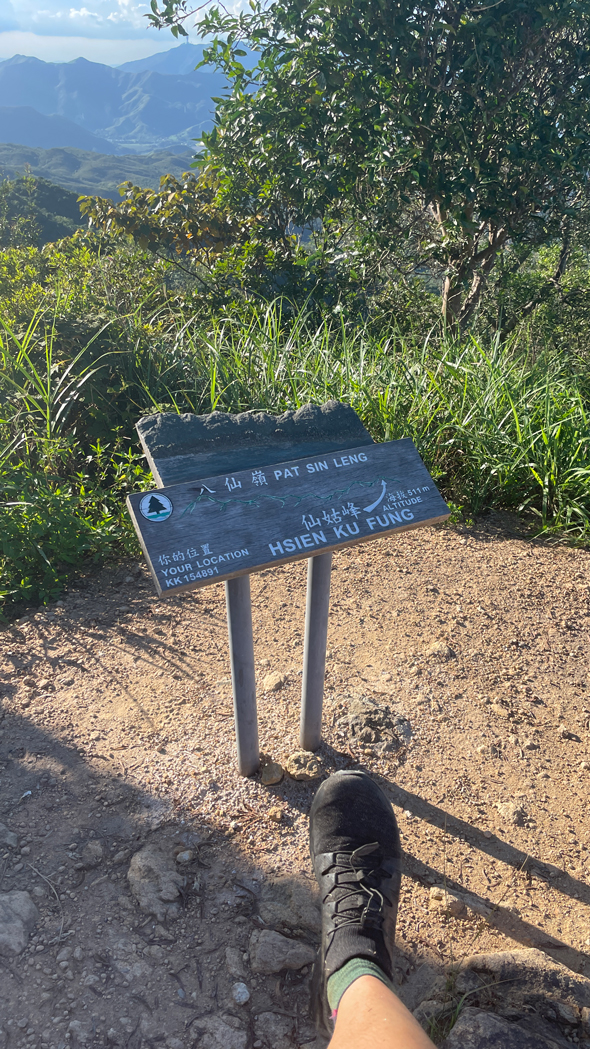 八仙嶺 PAT SIN LENG
仙姑峰
海拔 511 m
ALTITUDE
HSIEN KU FUNG
你的位置
YOUR LOCATION
KK 154891